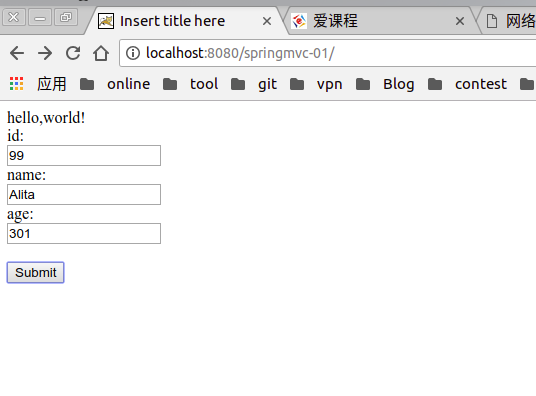 Insert title here
爱课程
网络
localhost:8080/springmvc-01/
应用 online tool git vpn Blog contest
hello,world!
id:
99
name:
Alita
age:
301
Submit